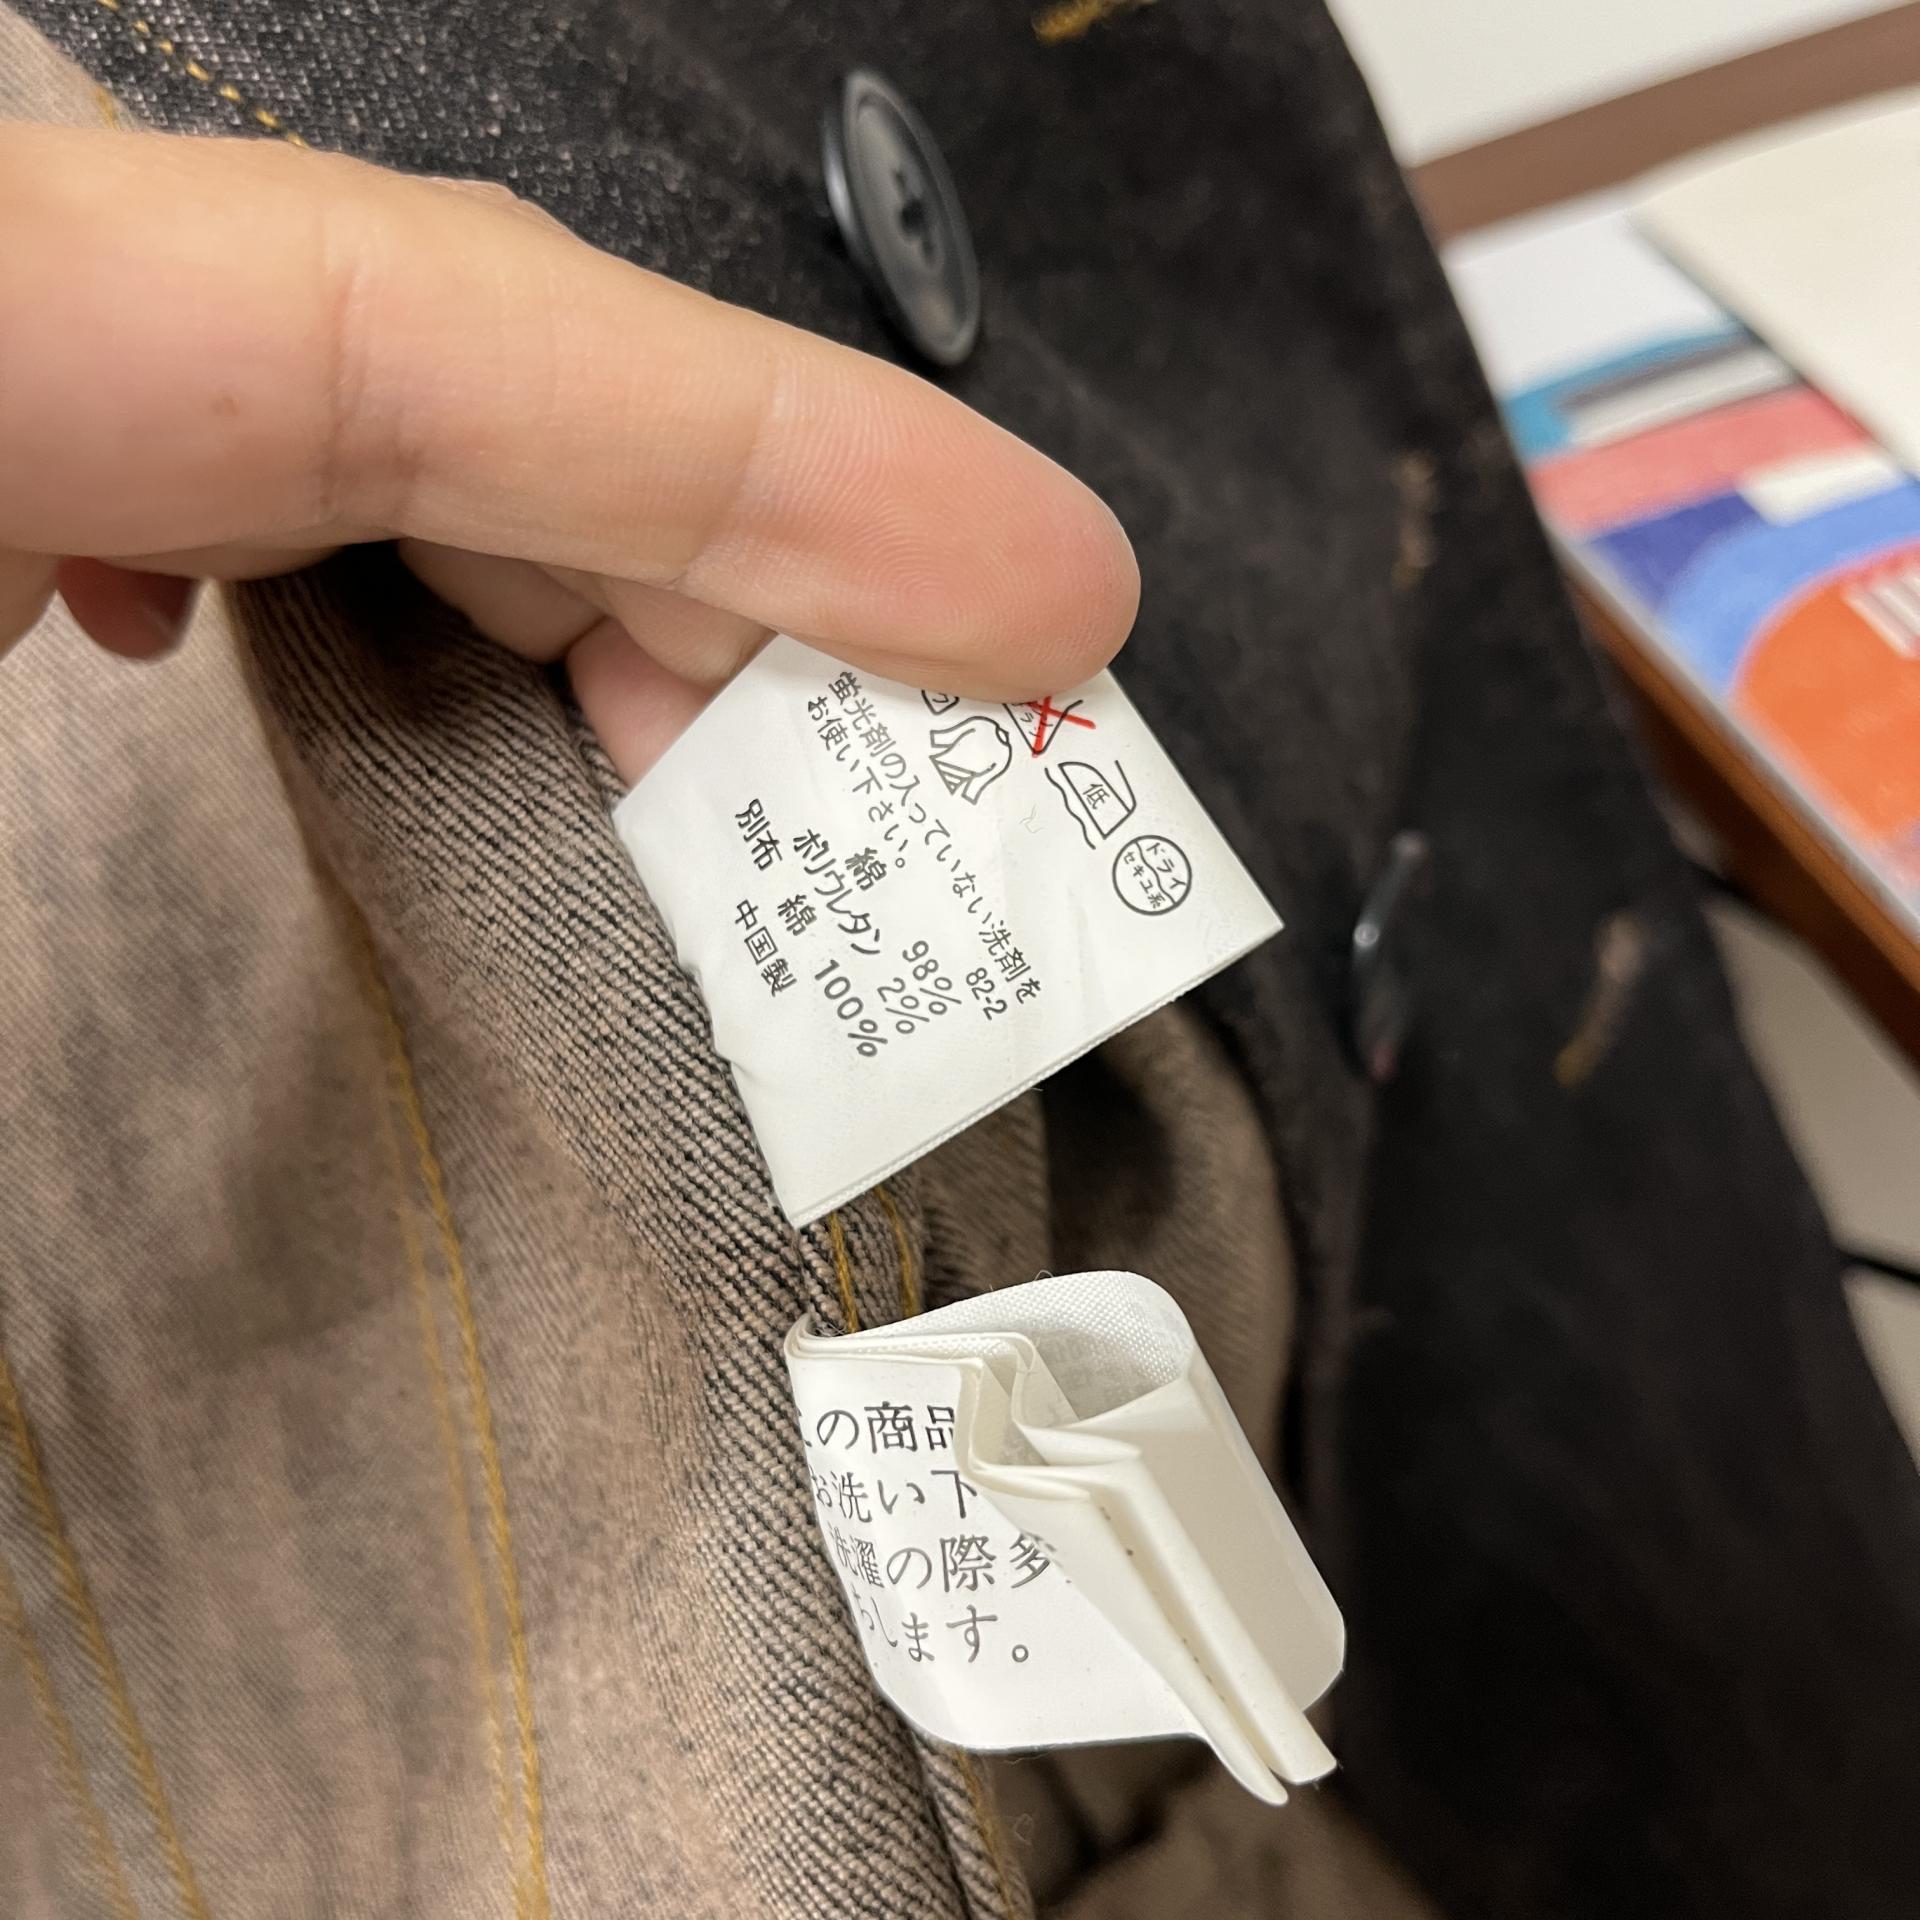 低
ドライ
セキユ系
蛍光剤の入っていない洗剤を
お使い下さい。
82-2
綿 98%
ポリウレタン 2%
別布 綿 100%
中国製
この商品
お洗い下
洗濯の際多
ちします。